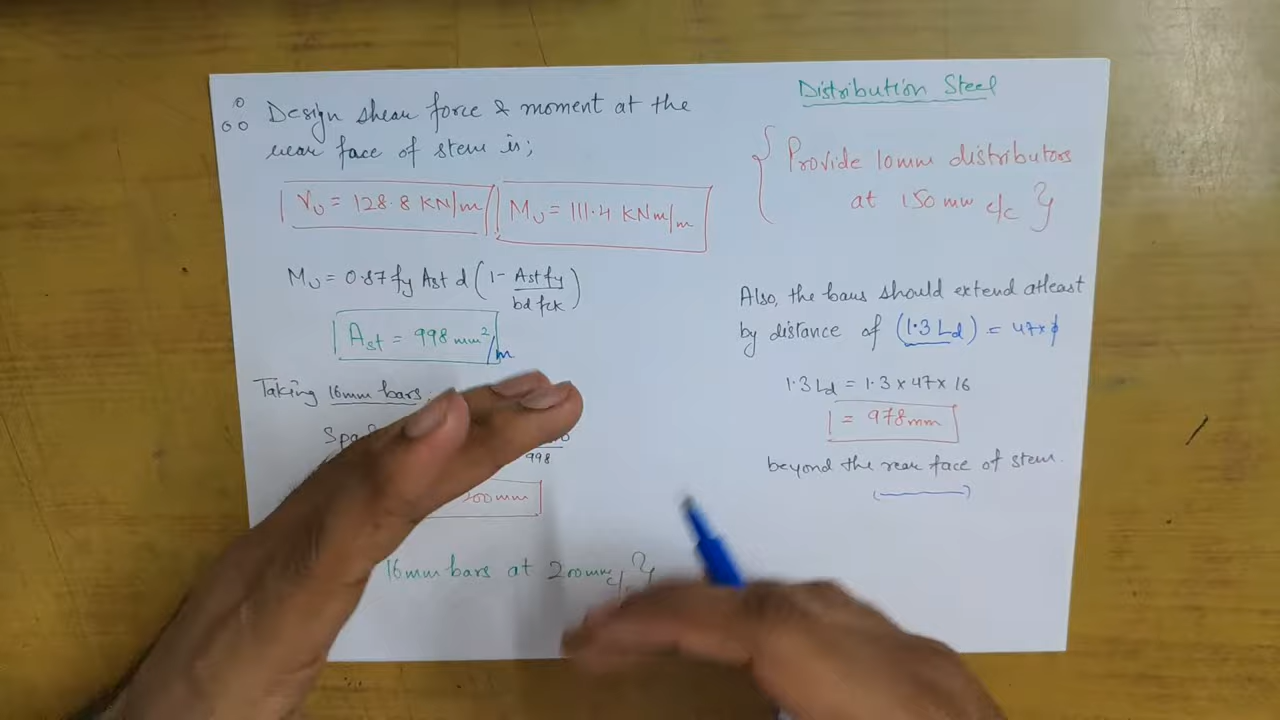 Design shear force & moment at the
rear face of stem is;
Vu = 128.8 KN/m
Mu = 111.4 KNm/m
Mu = 0.87 fy Ast d (1 - Ast fy / bd fck)
Ast = 998 mm²/m
Taking 16mm bars
998
200mm
16mm bars at 200mm c/
Distribution Steel
{ Provide 10mm distributors
at 150mm c/c }
Also, the bars should extend atleast
by distance of (1.3 Ld) = 47×ϕ
1.3 Ld = 1.3 × 47 × 16
= 978mm
beyond the rear face of stem.